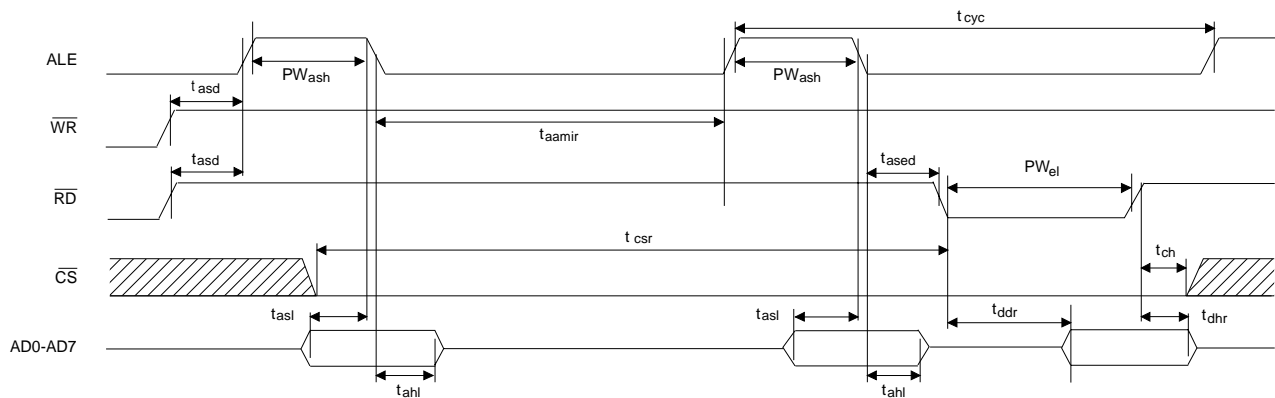 t cyc
ALE
PWash
PWash
t asd
WR
taamir
tasd
tased
PWel
RD
t csr
tch
CS
tasl
tasl
tddr
tdhr
AD0-AD7
tahl
tahl